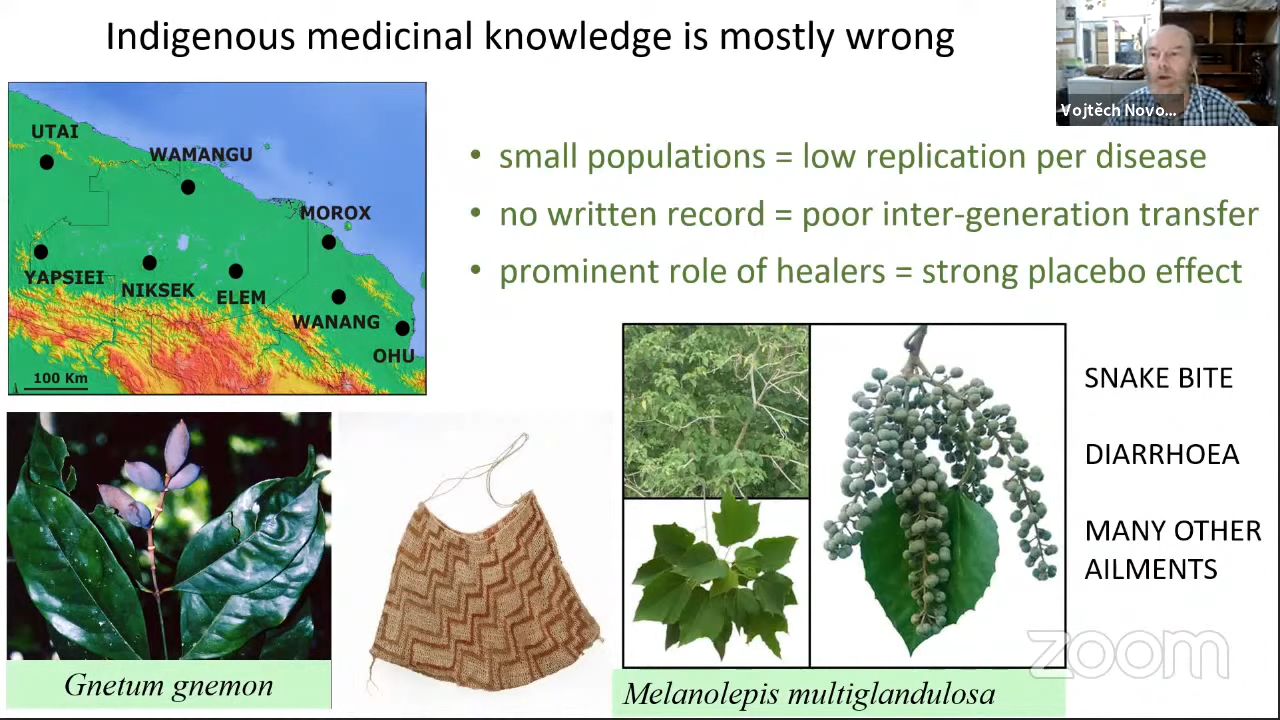 Indigenous medicinal knowledge is mostly wrong
Vojtěch Novo...
UTAI
WAMANGU
MOROX
YAPSIEI
NIKSEK
ELEM
WANANG
OHU
100 Km
• small populations = low replication per disease
• no written record = poor inter-generation transfer
• prominent role of healers = strong placebo effect
SNAKE BITE
DIARRHOEA
MANY OTHER
AILMENTS
Gnetum gnemon
Melanolepis multiglandulosa
zoom